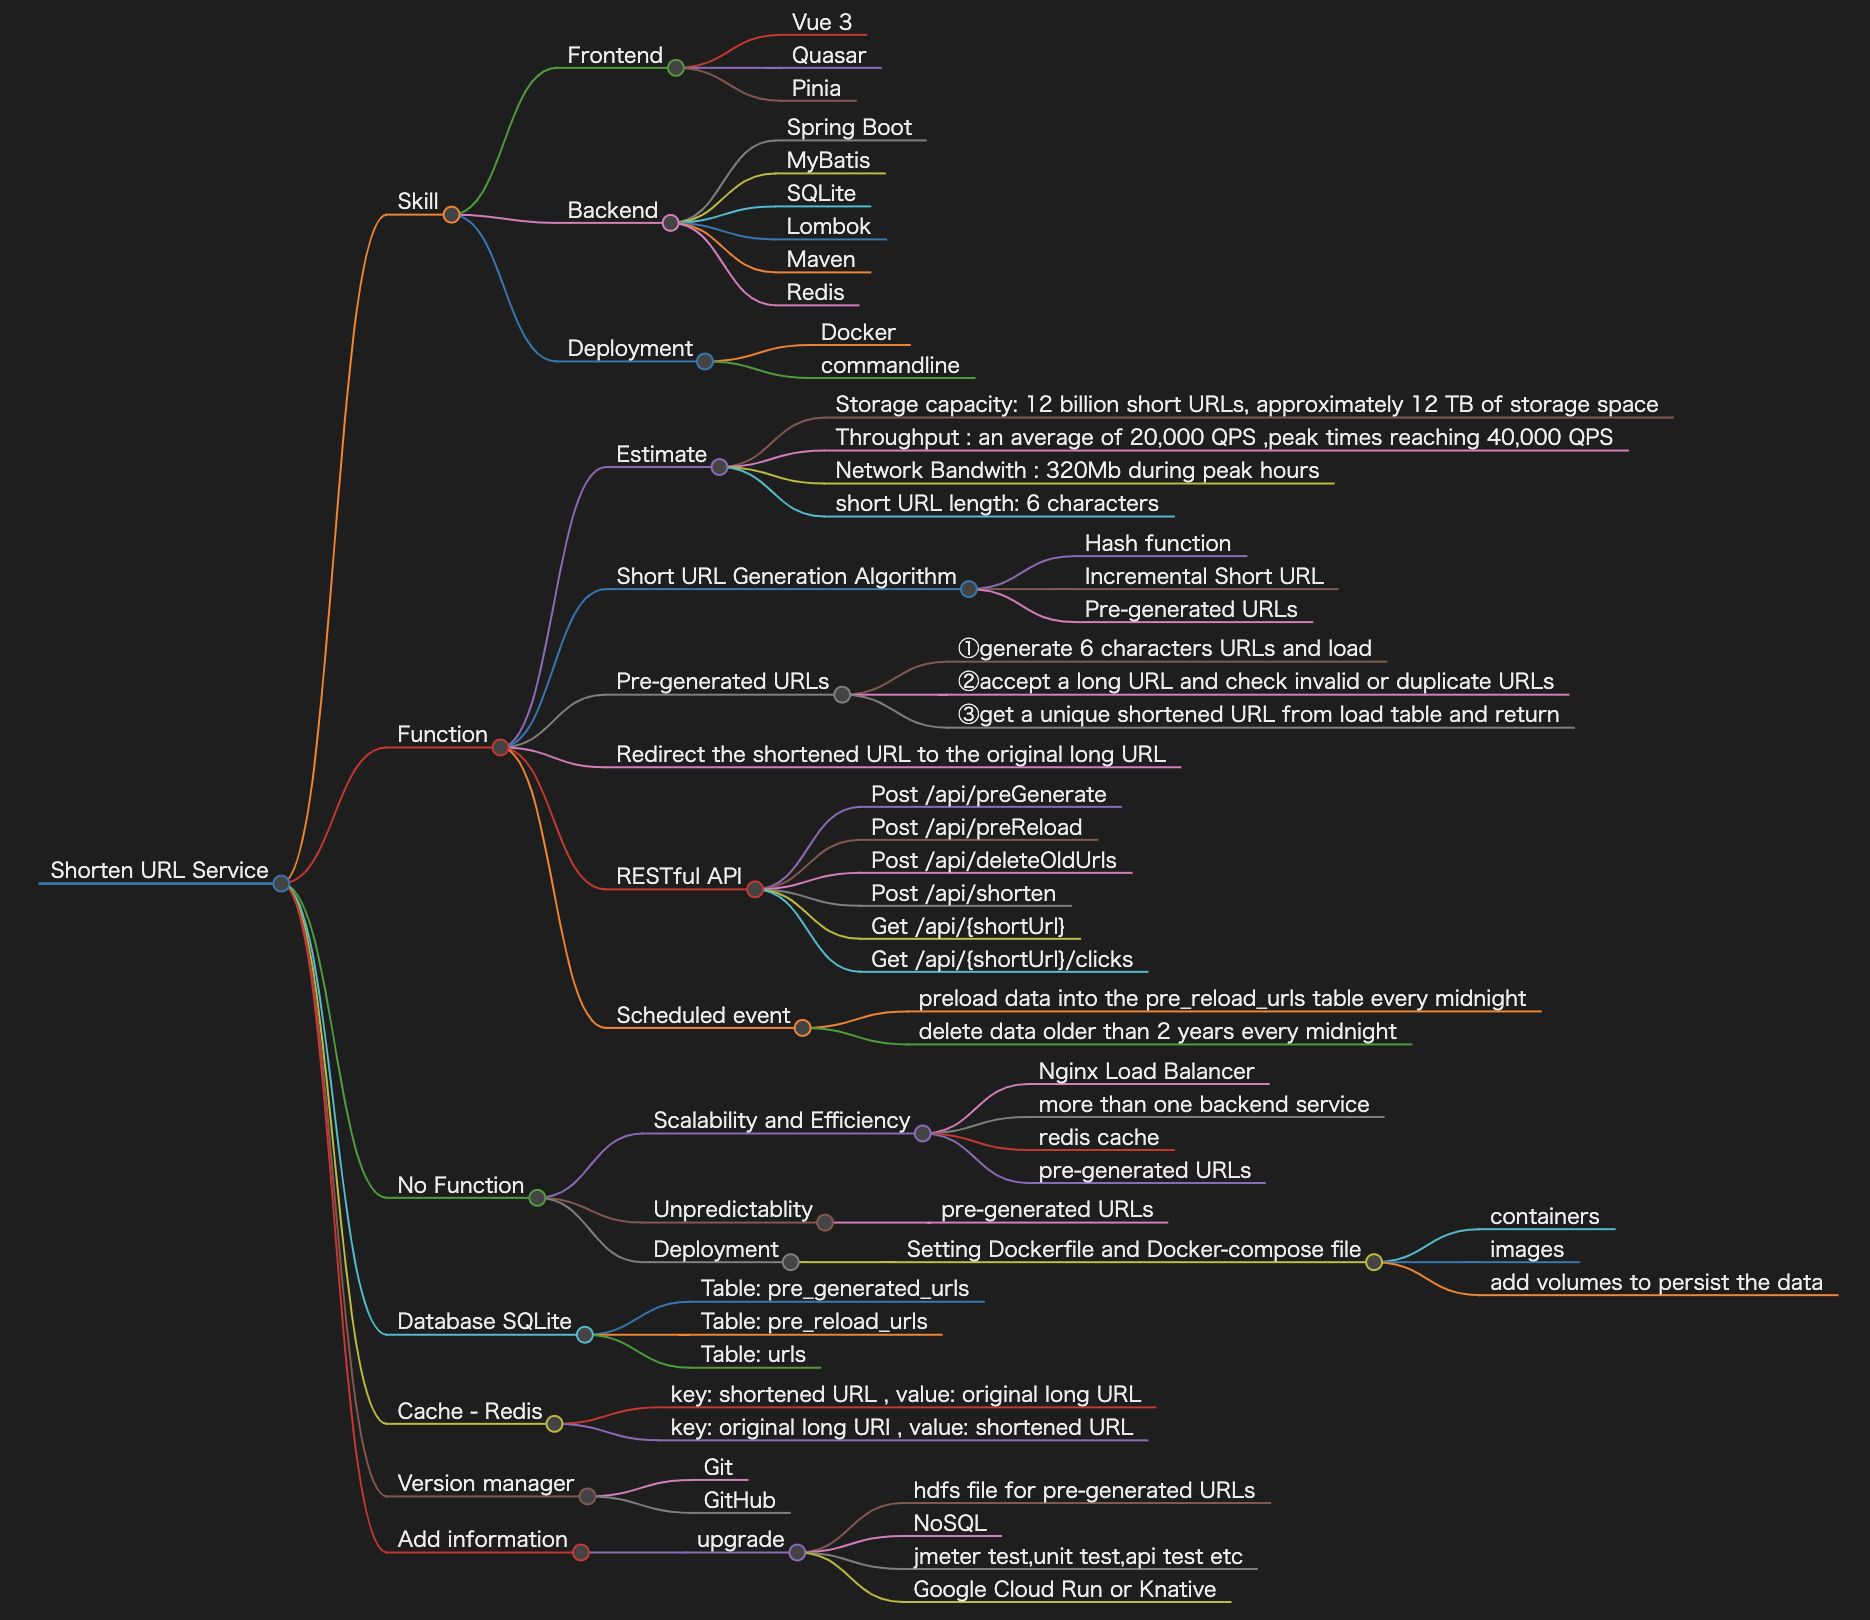 Shorten URL Service
Skill
Frontend
Vue 3
Quasar
Pinia
Backend
Spring Boot
MyBatis
SQLite
Lombok
Maven
Redis
Deployment
Docker
commandline
Function
Estimate
Storage capacity: 12 billion short URLs, approximately 12 TB of storage space
Throughput : an average of 20,000 QPS ,peak times reaching 40,000 QPS
Network Bandwith : 320Mb during peak hours
short URL length: 6 characters
Short URL Generation Algorithm
Hash function
Incremental Short URL
Pre-generated URLs
Pre-generated URLs
①generate 6 characters URLs and load
②accept a long URL and check invalid or duplicate URLs
③get a unique shortened URL from load table and return
Redirect the shortened URL to the original long URL
RESTful API
Post /api/preGenerate
Post /api/preReload
Post /api/deleteOldUrls
Post /api/shorten
Get /api/{shortUrl}
Get /api/{shortUrl}/clicks
Scheduled event
preload data into the pre_reload_urls table every midnight
delete data older than 2 years every midnight
No Function
Scalability and Efficiency
Nginx Load Balancer
more than one backend service
redis cache
pre-generated URLs
Unpredictablity
pre-generated URLs
Deployment
Setting Dockerfile and Docker-compose file
containers
images
add volumes to persist the data
Database SQLite
Table: pre_generated_urls
Table: pre_reload_urls
Table: urls
Cache - Redis
key: shortened URL , value: original long URL
key: original long URl , value: shortened URL
Version manager
Git
GitHub
Add information
upgrade
hdfs file for pre-generated URLs
NoSQL
jmeter test,unit test,api test etc
Google Cloud Run or Knative